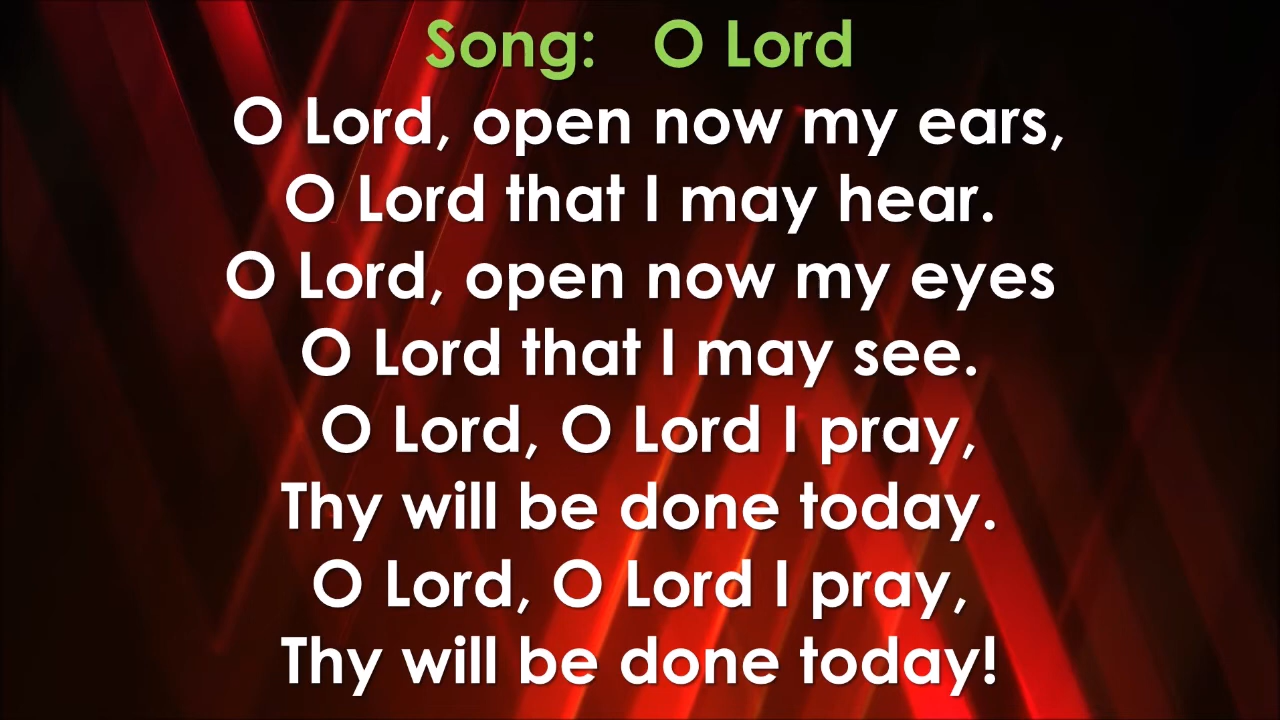 Song: O Lord
O Lord, open now my ears,
O Lord that I may hear.
O Lord, open now my eyes
O Lord that I may see.
O Lord, O Lord I pray,
Thy will be done today.
O Lord, O Lord I pray,
Thy will be done today!